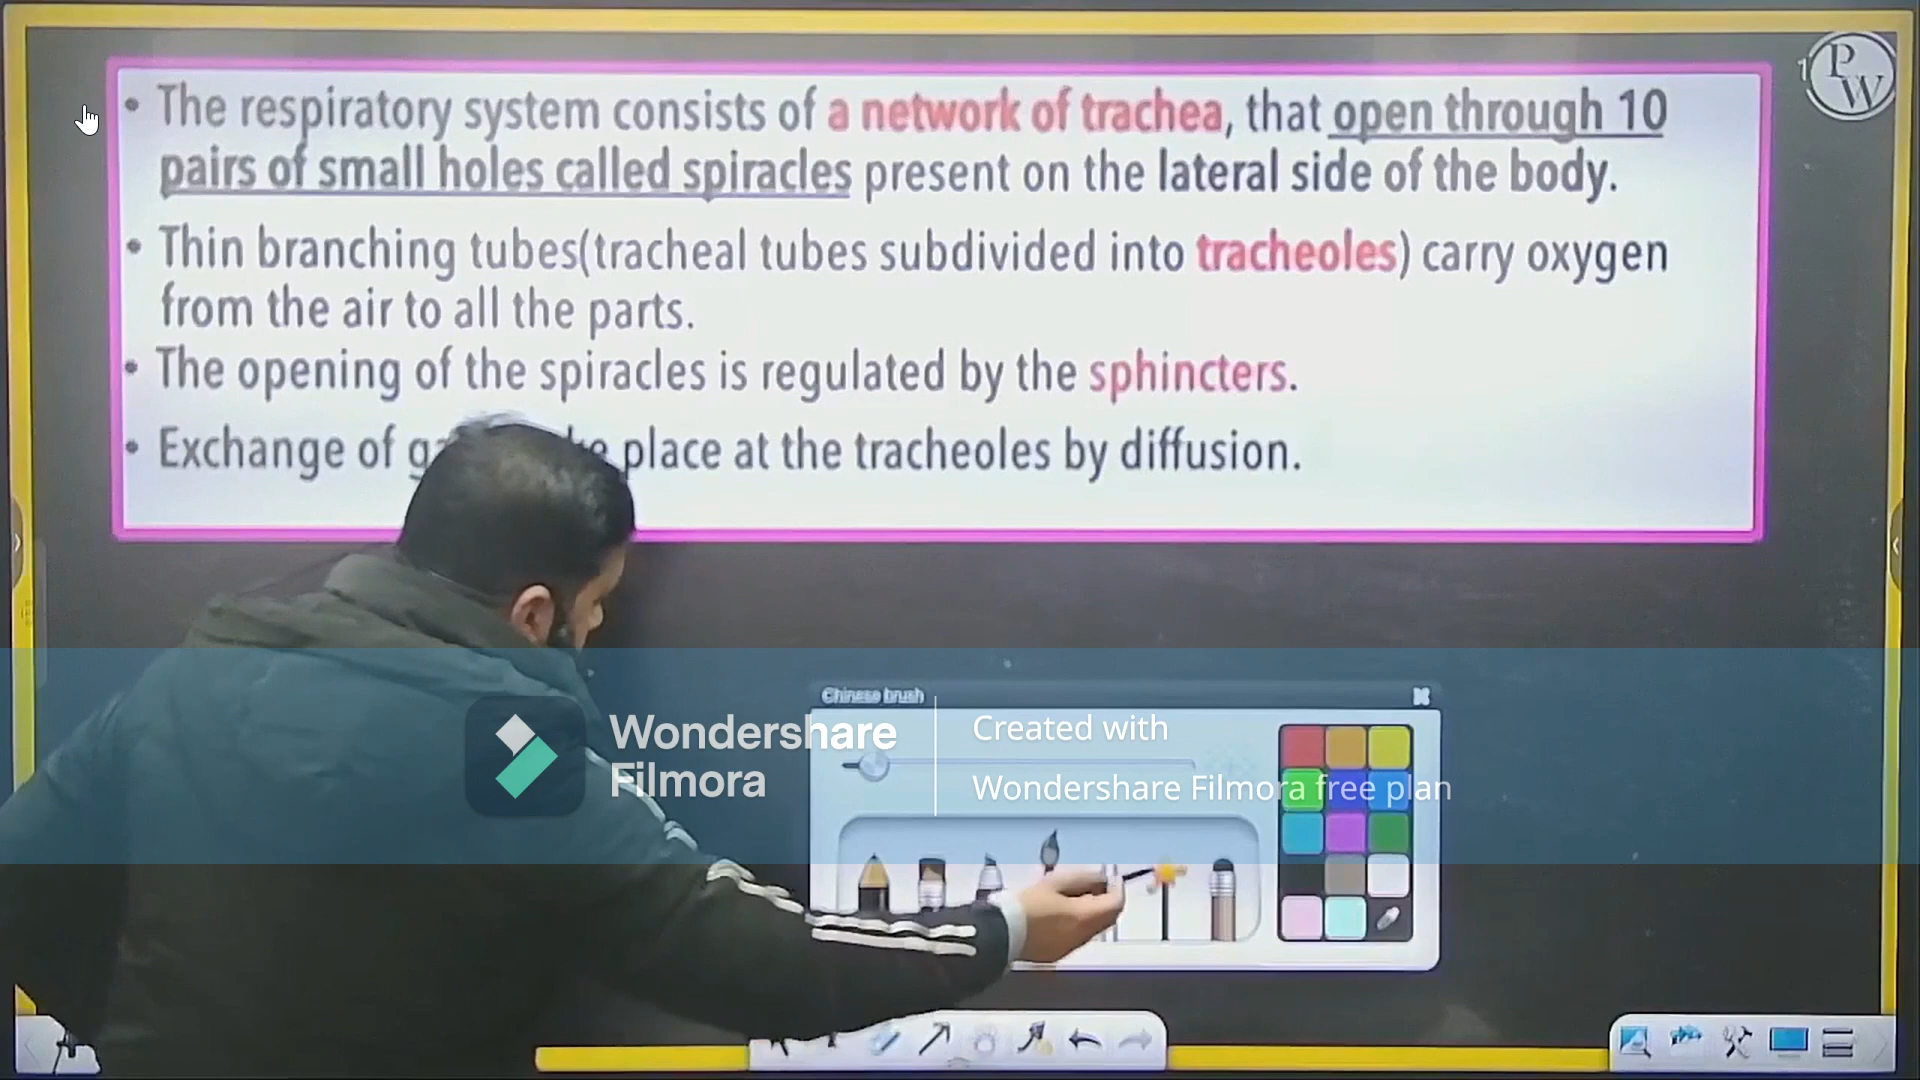 • The respiratory system consists of a network of trachea, that open through 10
pairs of small holes called spiracles present on the lateral side of the body.
• Thin branching tubes(tracheal tubes subdivided into tracheoles) carry oxygen
from the air to all the parts.
• The opening of the spiracles is regulated by the sphincters.
• Exchange of place at the tracheoles by diffusion.
PW
Chinese brush
Wondershare
Filmora
Created with
Wondershare Filmora free plan